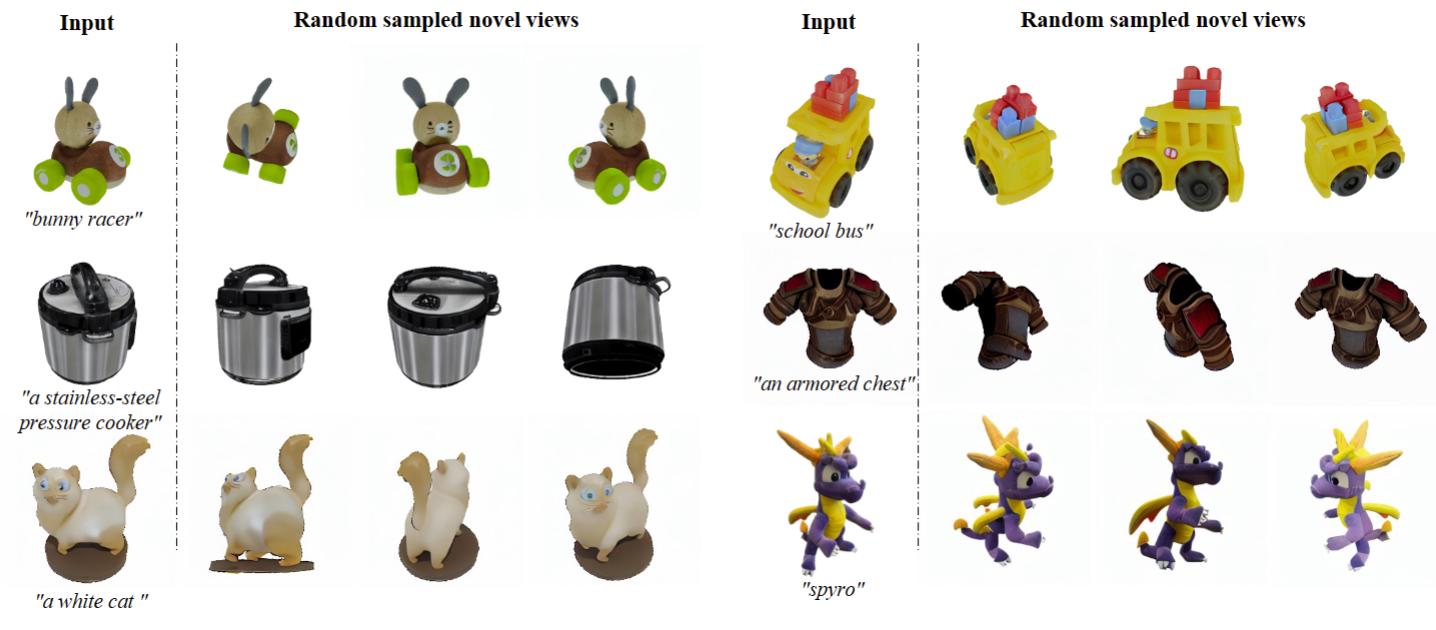 Input
Random sampled novel views
Input
Random sampled novel views
"bunny racer"
"school bus"
"a stainless-steel
pressure cooker"
"an armored chest"
"a white cat "
"spyro"